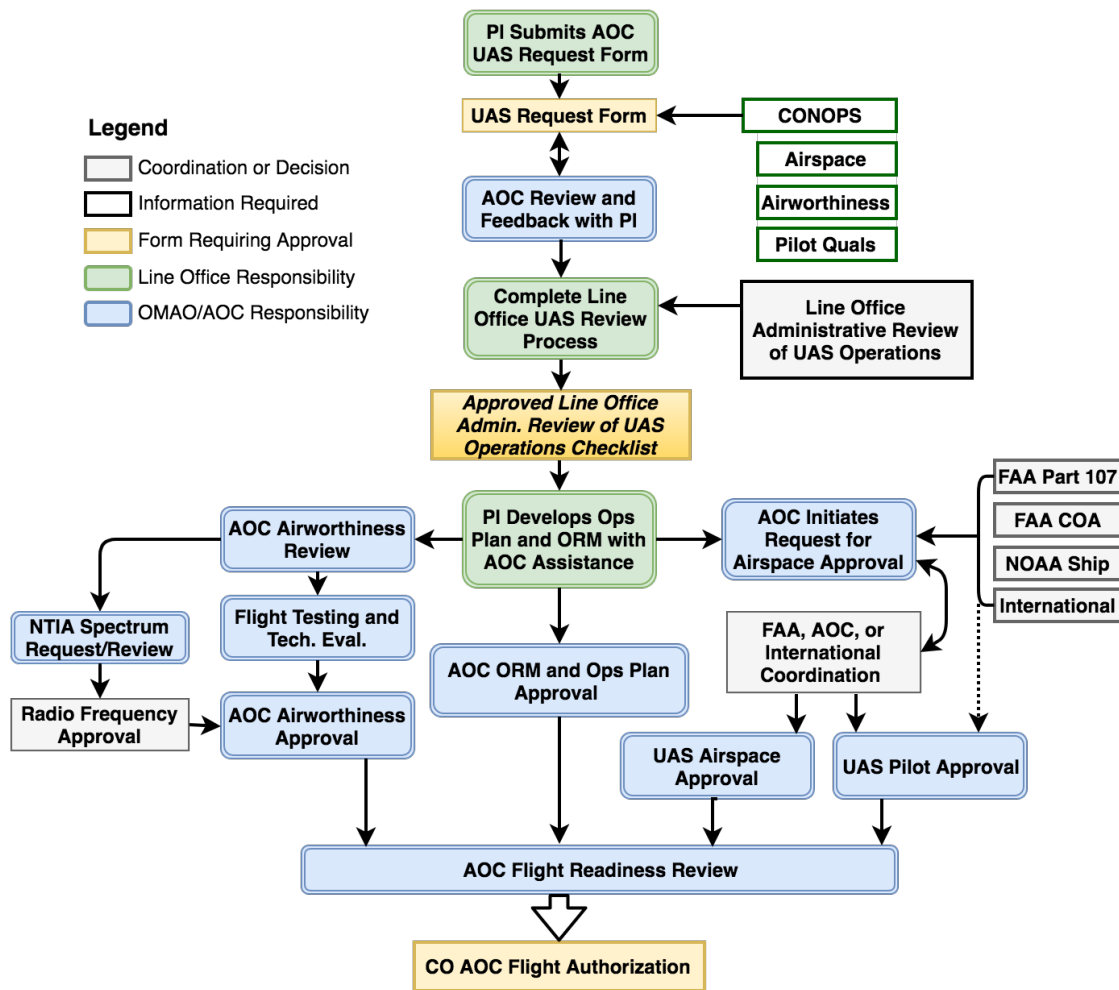 PI Submits AOC
UAS Request Form
UAS Request Form
CONOPS
Airspace
Airworthiness
Pilot Quals
Legend
Coordination or Decision
Information Required
Form Requiring Approval
Line Office Responsibility
OMAO/AOC Responsibility
AOC Review and
Feedback with PI
Complete Line
Office UAS Review
Process
Line Office
Administrative Review
of UAS Operations
Approved Line Office
Admin. Review of UAS
Operations Checklist
PI Develops Ops
Plan and ORM with
AOC Assistance
AOC Airworthiness
Review
AOC Initiates
Request for
Airspace Approval
FAA Part 107
FAA COA
NOAA Ship
International
NTIA Spectrum
Request/Review
Flight Testing and
Tech. Eval.
AOC ORM and Ops Plan
Approval
FAA, AOC, or
International
Coordination
Radio Frequency
Approval
AOC Airworthiness
Approval
UAS Airspace
Approval
UAS Pilot Approval
AOC Flight Readiness Review
CO AOC Flight Authorization